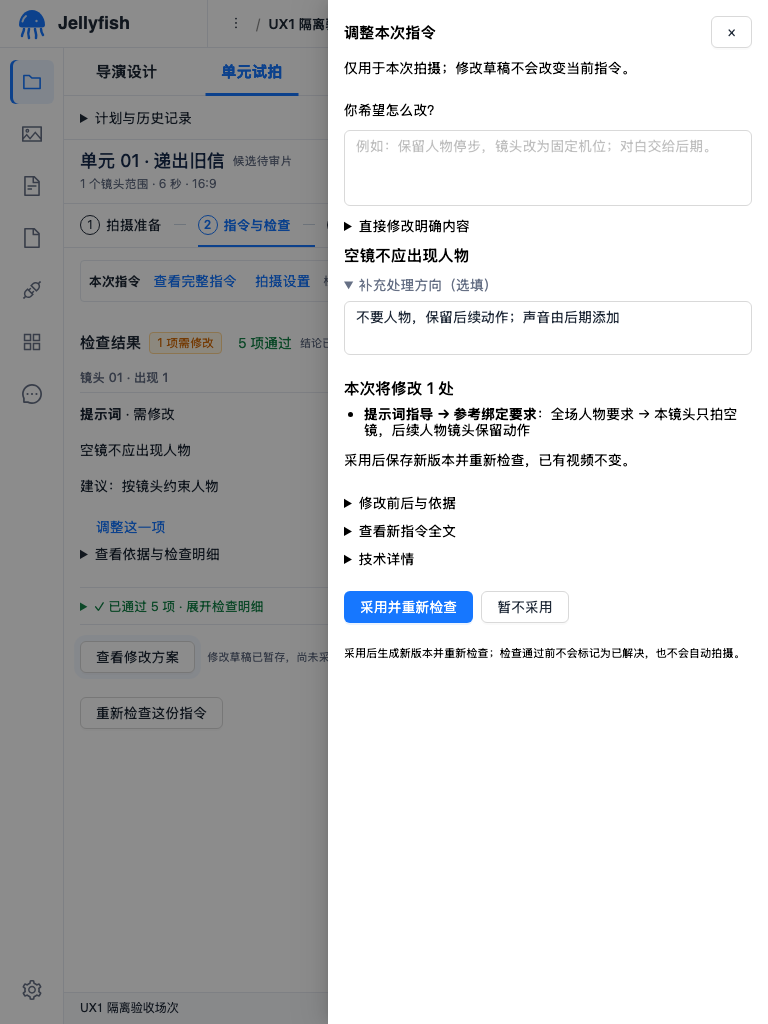 Jellyfish
⋮ / UX1 隔离
导演设计 单元试拍
▶ 计划与历史记录
单元 01 · 递出旧信 候选待审片
1 个镜头范围 · 6 秒 · 16:9
1 拍摄准备 — 2 指令与检查 —
本次指令 查看完整指令 拍摄设置
检查结果 1 项需修改 5 项通过 结论
镜头 01 · 出现 1
提示词 · 需修改
空镜不应出现人物
建议：按镜头约束人物
调整这一项
▶ 查看依据与检查明细
▶ ✓ 已通过 5 项 · 展开检查明细
查看修改方案 修改草稿已暂存，尚未采
重新检查这份指令
UX1 隔离验收场次
调整本次指令 ×
仅用于本次拍摄；修改草稿不会改变当前指令。
你希望怎么改？
例如：保留人物停步，镜头改为固定机位；对白交给后期。
▶ 直接修改明确内容
空镜不应出现人物
▼ 补充处理方向（选填）
不要人物，保留后续动作；声音由后期添加
本次将修改 1 处
• 提示词指导 → 参考绑定要求：全场人物要求 → 本镜头只拍空
镜，后续人物镜头保留动作
采用后保存新版本并重新检查，已有视频不变。
▶ 修改前后与依据
▶ 查看新指令全文
▶ 技术详情
采用并重新检查 暂不采用
采用后生成新版本并重新检查；检查通过前不会标记为已解决，也不会自动拍摄。